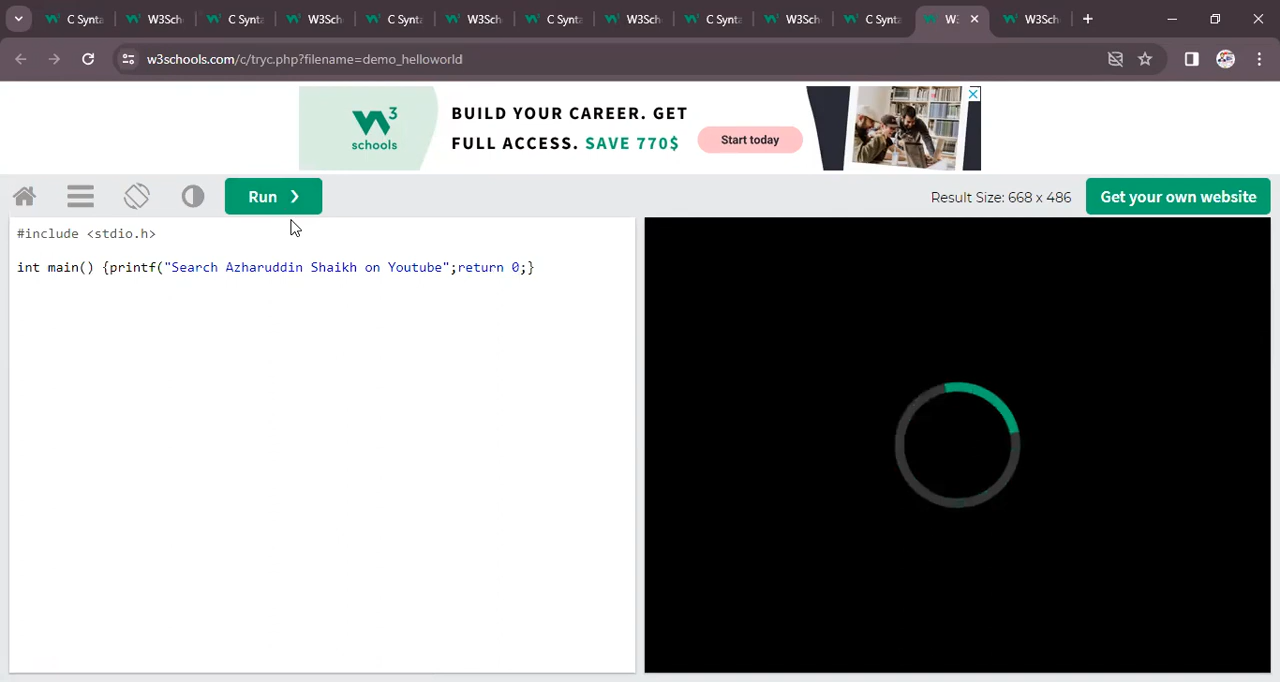 C Synta W3Sch C Synta W3Sch C Synta W3Sch C Synta W3Sch C Synta W3Sch C Synta W3 W3Sch
w3schools.com/c/tryc.php?filename=demo_helloworld
W3
schools
BUILD YOUR CAREER. GET
FULL ACCESS. SAVE 770$
Start today
Run ❯
Result Size: 668 x 486
Get your own website
#include <stdio.h>
int main() {printf("Search Azharuddin Shaikh on Youtube";return 0;}